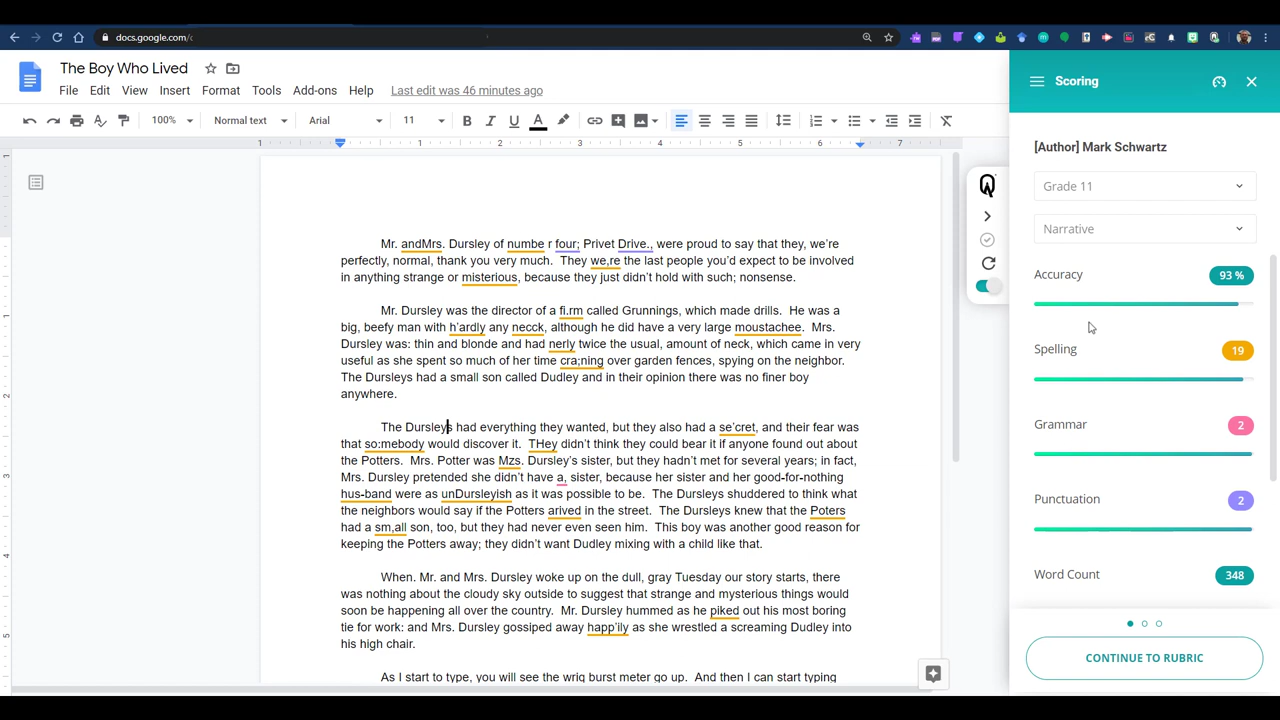 docs.google.com/c
The Boy Who Lived
File Edit View Insert Format Tools Add-ons Help Last edit was 46 minutes ago
100% Normal text Arial 11
1 1 2 3 4 5 6 7
Mr. andMrs. Dursley of numbe r four; Privet Drive., were proud to say that they, we're
perfectly, normal, thank you very much. They we,re the last people you'd expect to be involved
in anything strange or misterious, because they just didn't hold with such; nonsense.
Mr. Dursley was the director of a fi.rm called Grunnings, which made drills. He was a
big, beefy man with h'ardly any necck, although he did have a very large moustachee. Mrs.
Dursley was: thin and blonde and had nerly twice the usual, amount of neck, which came in very
useful as she spent so much of her time cra;ning over garden fences, spying on the neighbor.
The Dursleys had a small son called Dudley and in their opinion there was no finer boy
anywhere.
The Dursleys had everything they wanted, but they also had a se'cret, and their fear was
that so:mebody would discover it. THey didn't think they could bear it if anyone found out about
the Potters. Mrs. Potter was Mzs. Dursley's sister, but they hadn't met for several years; in fact,
Mrs. Dursley pretended she didn't have a, sister, because her sister and her good-for-nothing
hus-band were as unDursleyish as it was possible to be. The Dursleys shuddered to think what
the neighbors would say if the Potters arived in the street. The Dursleys knew that the Poters
had a sm,all son, too, but they had never even seen him. This boy was another good reason for
keeping the Potters away; they didn't want Dudley mixing with a child like that.
When. Mr. and Mrs. Dursley woke up on the dull, gray Tuesday our story starts, there
was nothing about the cloudy sky outside to suggest that strange and mysterious things would
soon be happening all over the country. Mr. Dursley hummed as he piked out his most boring
tie for work: and Mrs. Dursley gossiped away happ'ily as she wrestled a screaming Dudley into
his high chair.
As I start to type, you will see the wriq burst meter go up. And then I can start typing
1
1
2
3
4
5
Scoring
[Author] Mark Schwartz
Grade 11
Narrative
Accuracy 93 %
Spelling 19
Grammar 2
Punctuation 2
Word Count 348
CONTINUE TO RUBRIC